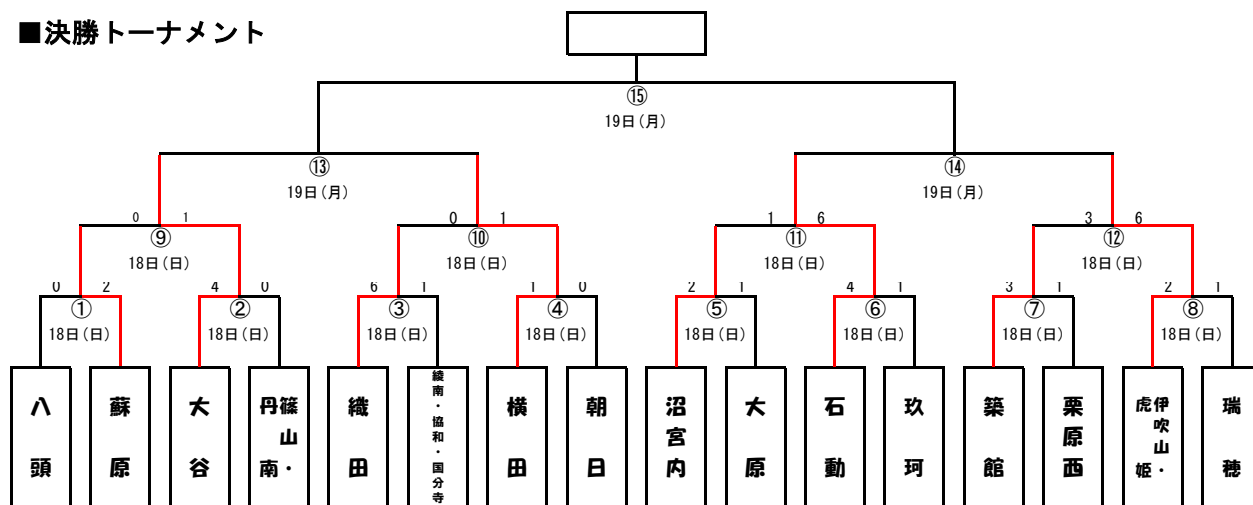 ■決勝トーナメント
⑮
19日(月)
⑬
⑭
19日(月)
19日(月)
0 1
0 1
1 6
3 6
⑨
⑩
⑪
⑫
18日(日)
18日(日)
18日(日)
18日(日)
0 2
4 0
6 1
1 0
2 1
4 1
3 1
2 1
①
②
③
④
⑤
⑥
⑦
⑧
18日(日)
18日(日)
18日(日)
18日(日)
18日(日)
18日(日)
18日(日)
18日(日)
八頭
蘇原
大谷
篠山・
丹南
織田
綾南・協和・国分寺
横田
朝日
沼宮内
大原
石動
玖珂
築館
栗原西
伊吹山・
虎姫
瑞穂